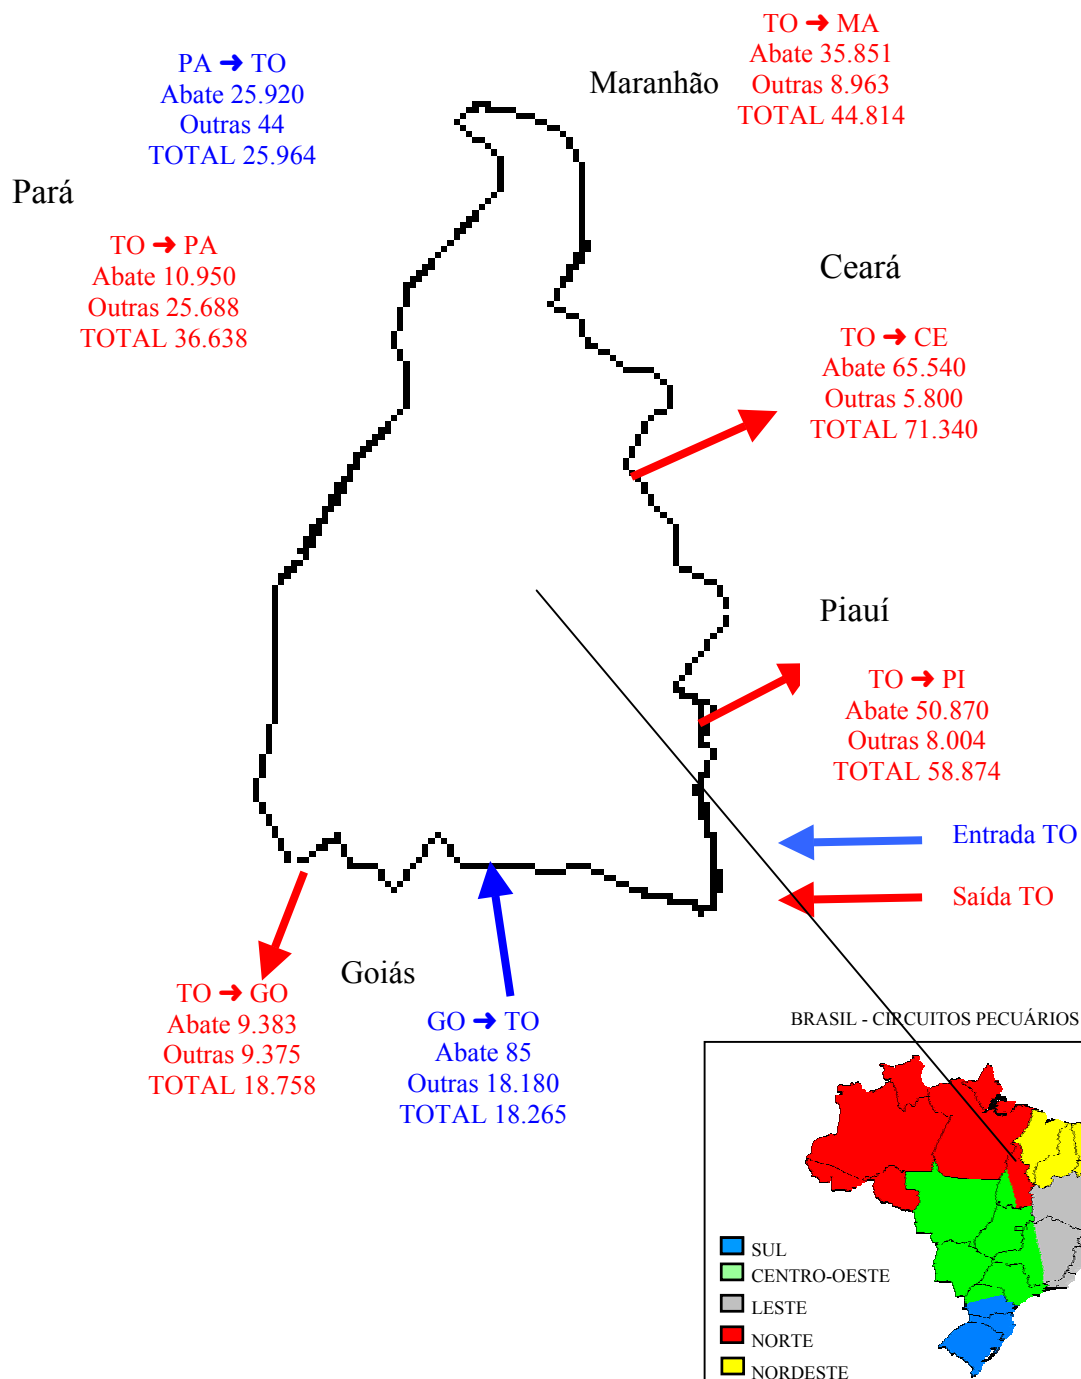 TO ➜ MA
Abate 35.851
Outras 8.963
TOTAL 44.814
Maranhão
PA ➜ TO
Abate 25.920
Outras 44
TOTAL 25.964
Pará
TO ➜ PA
Abate 10.950
Outras 25.688
TOTAL 36.638
Ceará
TO ➜ CE
Abate 65.540
Outras 5.800
TOTAL 71.340
Piauí
TO ➜ PI
Abate 50.870
Outras 8.004
TOTAL 58.874
Entrada TO
Saída TO
Goiás
TO ➜ GO
Abate 9.383
Outras 9.375
TOTAL 18.758
GO ➜ TO
Abate 85
Outras 18.180
TOTAL 18.265
BRASIL - CIRCUITOS PECUÁRIOS
SUL
CENTRO-OESTE
LESTE
NORTE
NORDESTE